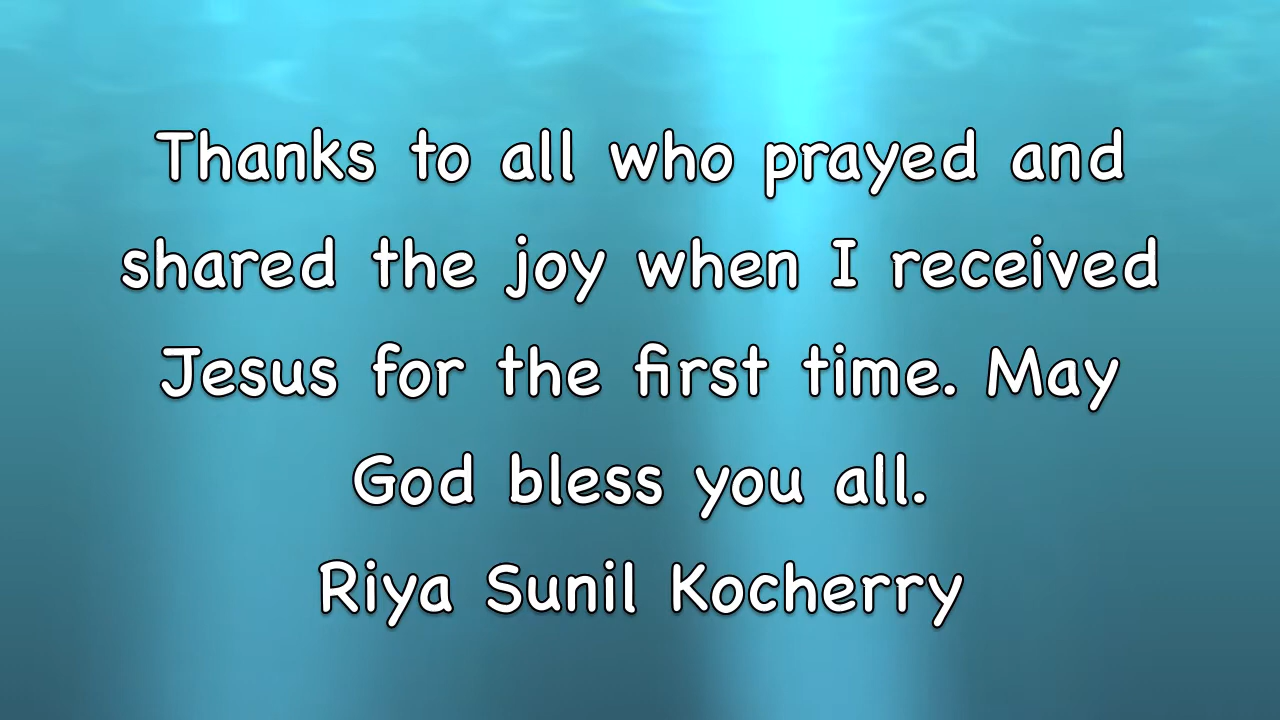 Thanks to all who prayed and
shared the joy when I received
Jesus for the first time. May
God bless you all.
Riya Sunil Kocherry